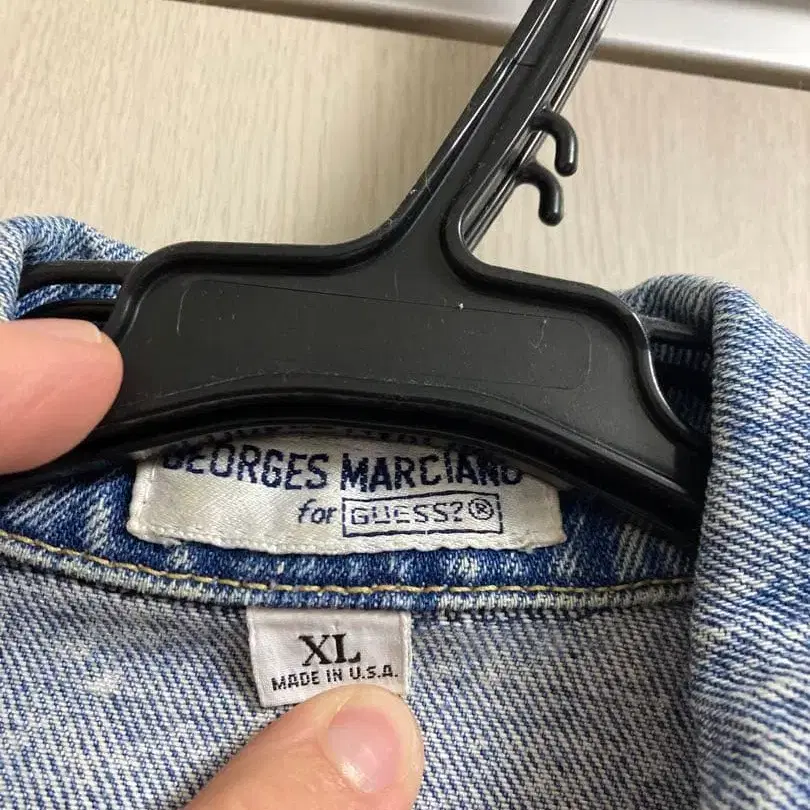 GEORGES MARCIANO
for GUESS?®
XL
MADE IN U.S.A.